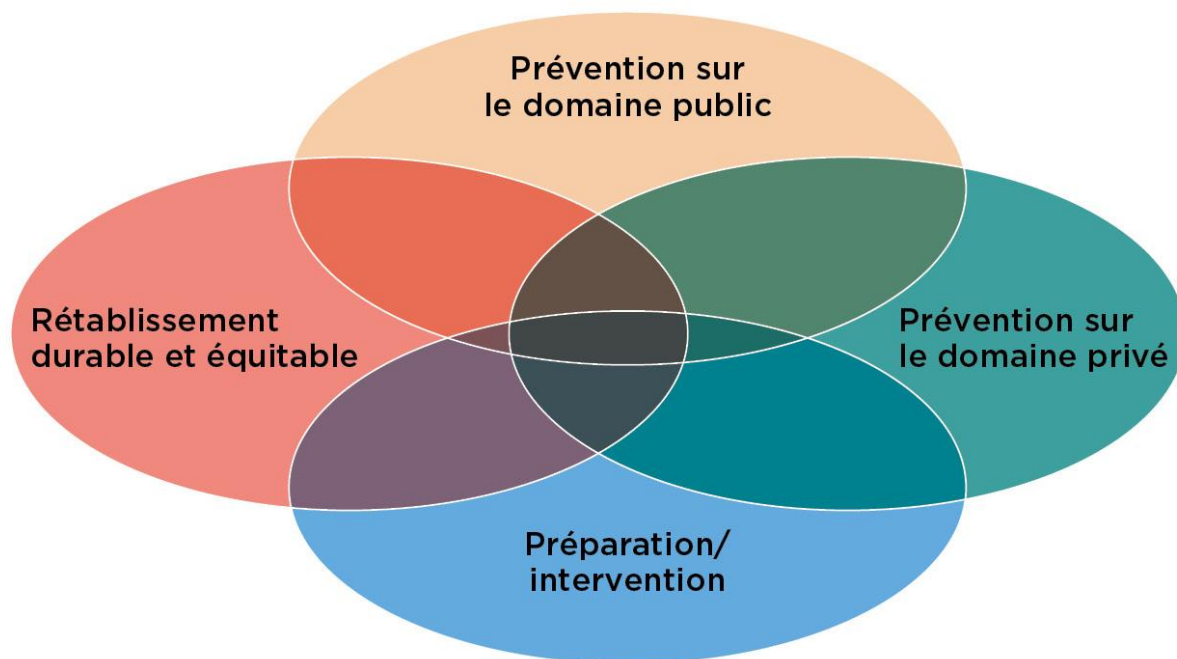 Prévention sur
le domaine public
Rétablissement
durable et équitable
Prévention sur
le domaine privé
Préparation/
intervention